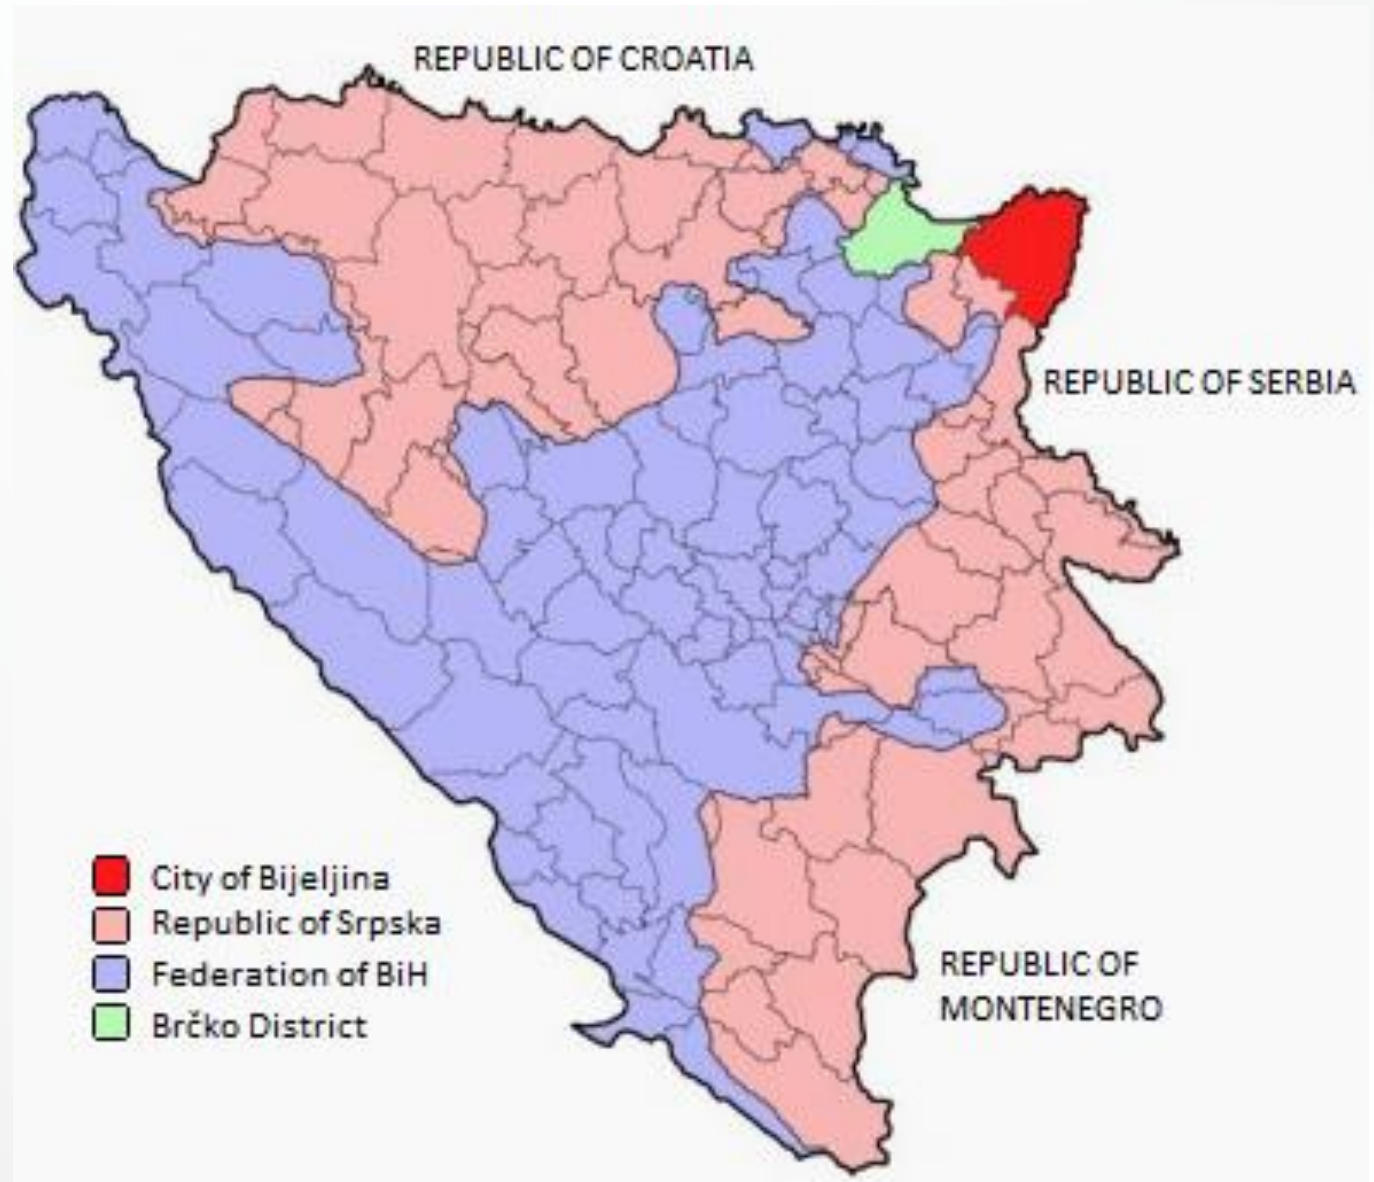 REPUBLIC OF CROATIA
REPUBLIC OF SERBIA
City of Bijeljina
Republic of Srpska
Federation of BiH
Brčko District
REPUBLIC OF
MONTENEGRO